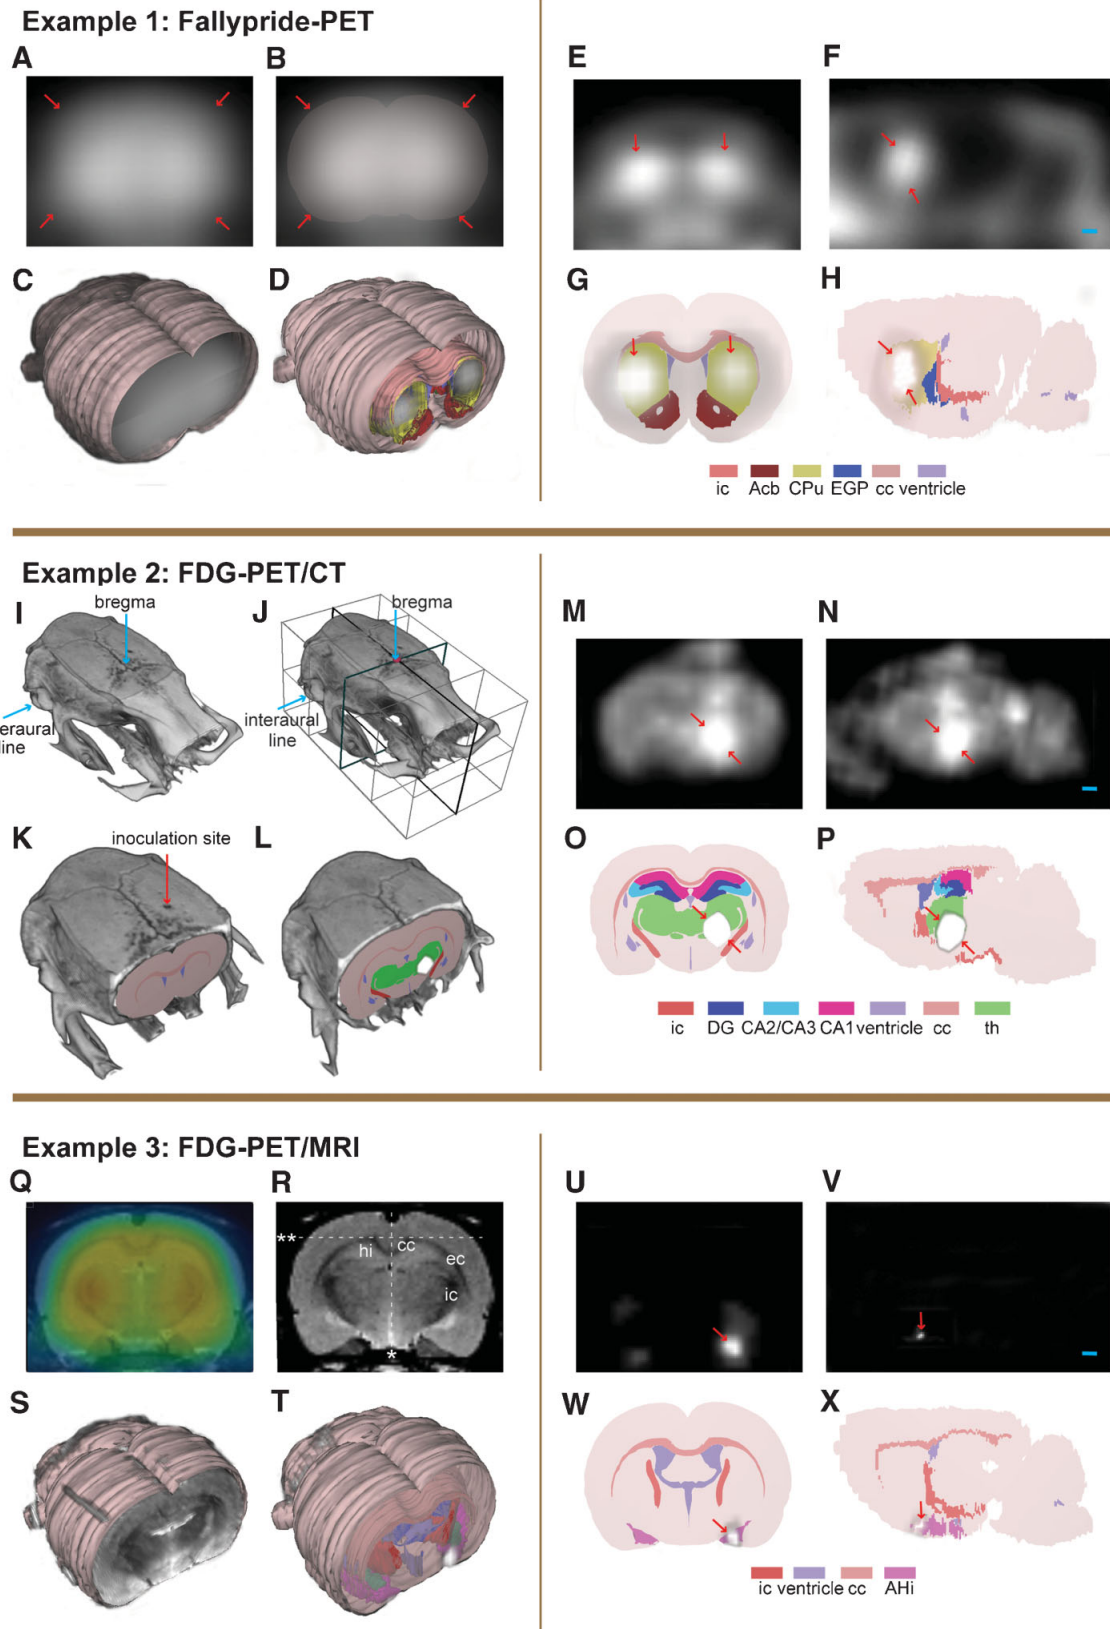 Example 1: Fallypride-PET
A
B
E
F
C
D
G
H
ic Acb CPu EGP cc ventricle
Example 2: FDG-PET/CT
I
bregma
J
bregma
M
N
interaural
line
eraural
line
K
inoculation site
L
O
P
ic DG CA2/CA3 CA1 ventricle cc th
Example 3: FDG-PET/MRI
Q
R
U
V
**
hi
cc
ec
ic
*
S
T
W
X
ic ventricle cc AHi